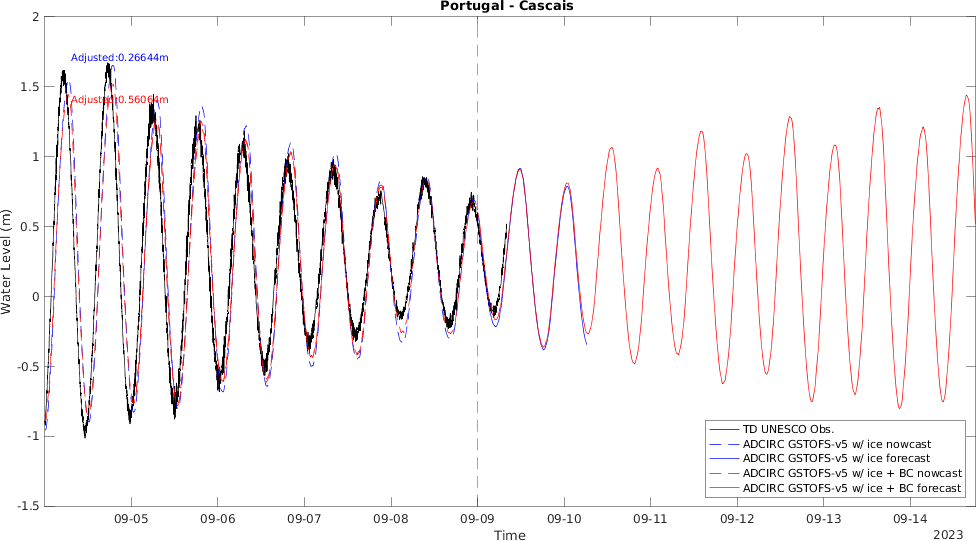 Portugal - Cascais
2
1.5
1
0.5
0
-0.5
-1
-1.5
Water Level (m)
Adjusted:0.26644m
Adjusted:0.56064m
TD UNESCO Obs.
ADCIRC GSTOFS-v5 w/ ice nowcast
ADCIRC GSTOFS-v5 w/ ice forecast
ADCIRC GSTOFS-v5 w/ ice + BC nowcast
ADCIRC GSTOFS-v5 w/ ice + BC forecast
09-05 09-06 09-07 09-08 09-09 09-10 09-11 09-12 09-13 09-14
Time
2023